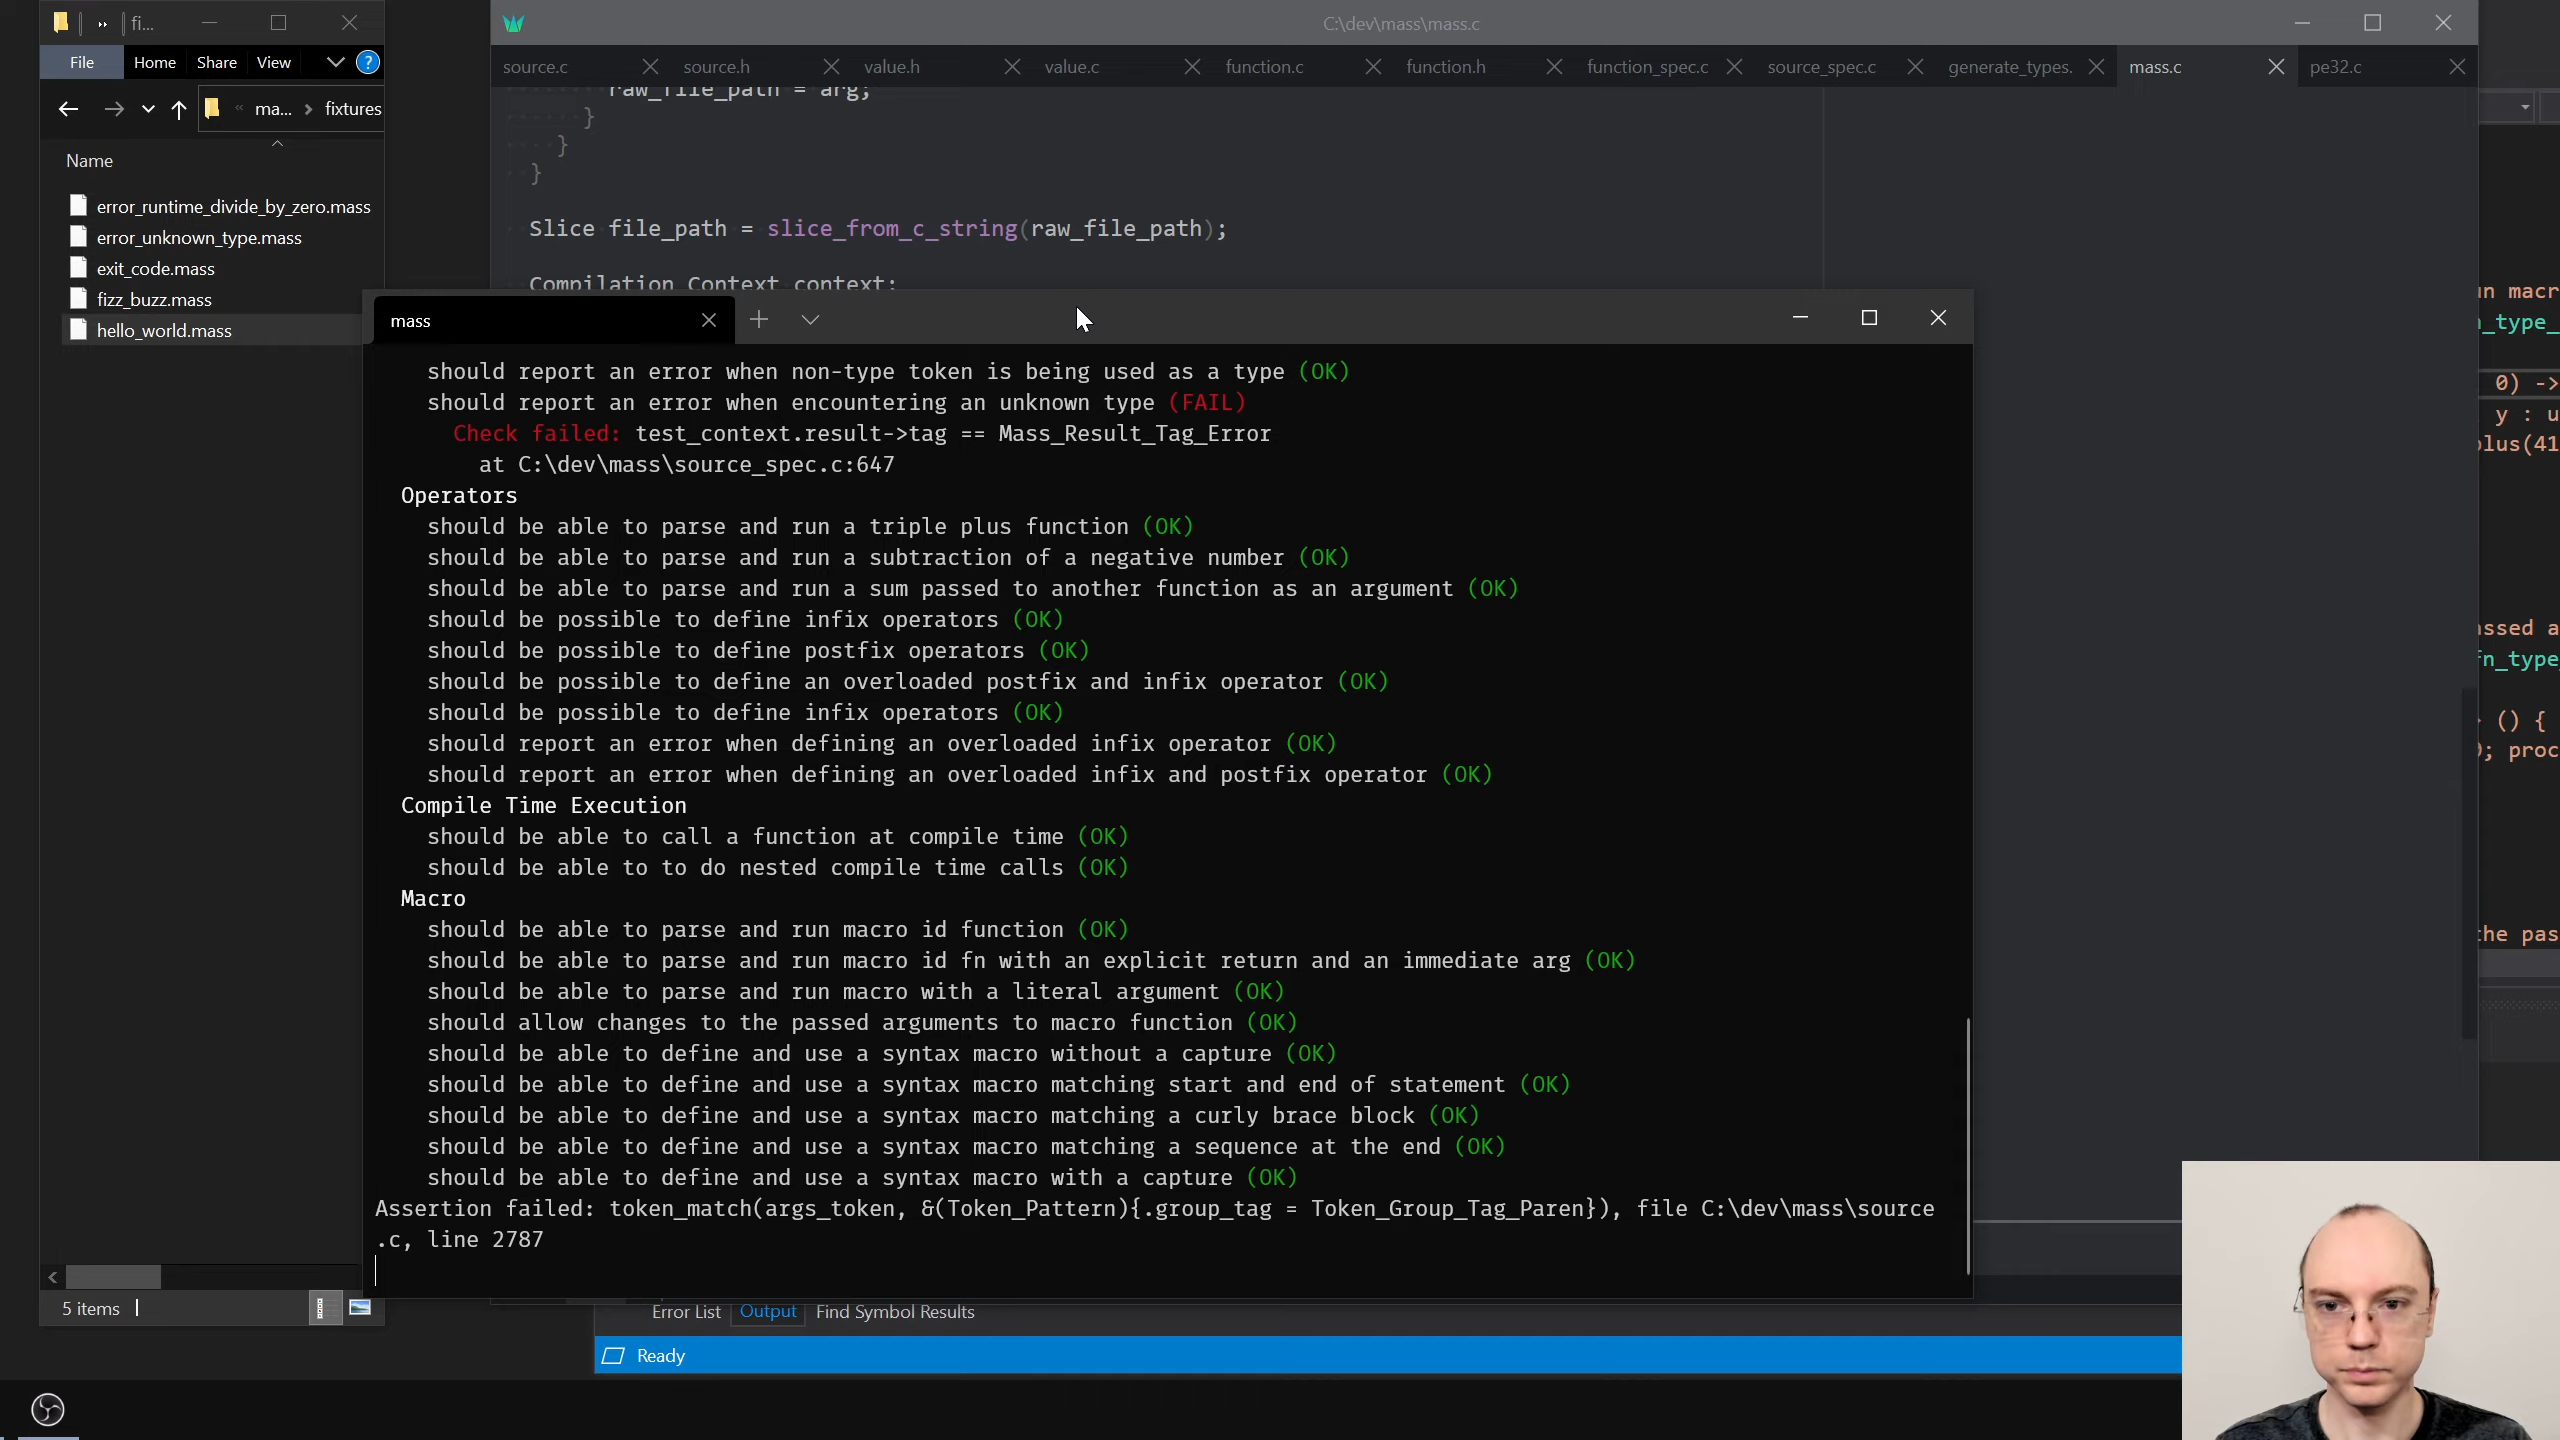 fi...
File Home Share View
ma... > fixtures
Name
error_runtime_divide_by_zero.mass
error_unknown_type.mass
exit_code.mass
fizz_buzz.mass
hello_world.mass
5 items
C:\dev\mass\mass.c
source.c source.h value.h value.c function.c function.h function_spec.c source_spec.c generate_types. mass.c pe32.c
raw_file_path = arg;
}
}
}
Slice file_path = slice_from_c_string(raw_file_path);
Compilation_Context context;
mass
should report an error when non-type token is being used as a type (OK)
should report an error when encountering an unknown type (FAIL)
Check failed: test_context.result->tag == Mass_Result_Tag_Error
at C:\dev\mass\source_spec.c:647
Operators
should be able to parse and run a triple plus function (OK)
should be able to parse and run a subtraction of a negative number (OK)
should be able to parse and run a sum passed to another function as an argument (OK)
should be possible to define infix operators (OK)
should be possible to define postfix operators (OK)
should be possible to define an overloaded postfix and infix operator (OK)
should be possible to define infix operators (OK)
should report an error when defining an overloaded infix operator (OK)
should report an error when defining an overloaded infix and postfix operator (OK)
Compile Time Execution
should be able to call a function at compile time (OK)
should be able to to do nested compile time calls (OK)
Macro
should be able to parse and run macro id function (OK)
should be able to parse and run macro id fn with an explicit return and an immediate arg (OK)
should be able to parse and run macro with a literal argument (OK)
should allow changes to the passed arguments to macro function (OK)
should be able to define and use a syntax macro without a capture (OK)
should be able to define and use a syntax macro matching start and end of statement (OK)
should be able to define and use a syntax macro matching a curly brace block (OK)
should be able to define and use a syntax macro matching a sequence at the end (OK)
should be able to define and use a syntax macro with a capture (OK)
Assertion failed: token_match(args_token, &(Token_Pattern){.group_tag = Token_Group_Tag_Paren}), file C:\dev\mass\source
.c, line 2787
Error List Output Find Symbol Results
Ready
un macr
n_type_
0) ->
y : u
plus(41
ssed a
fn_type
() {
); proc
the pas